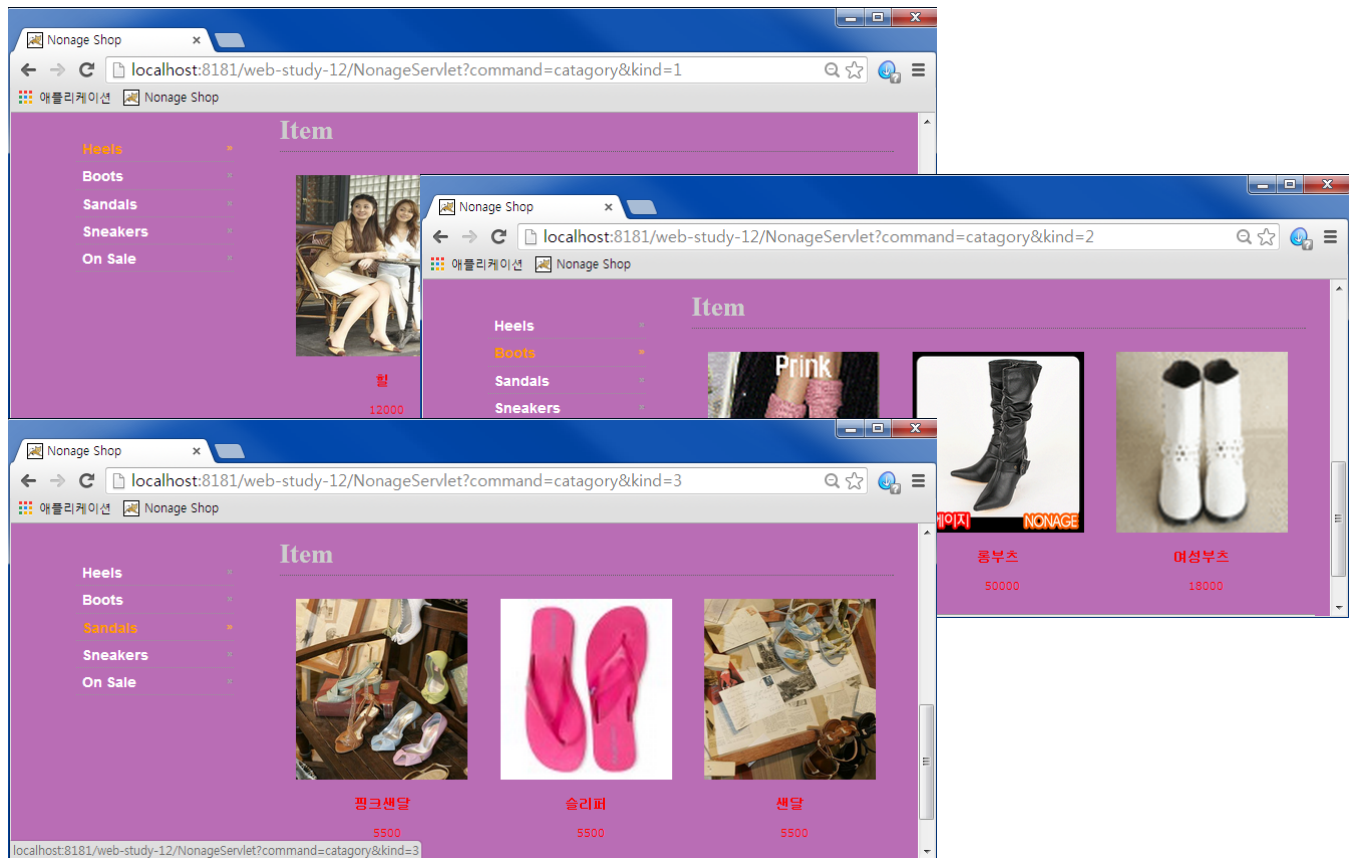 Nonage Shop
localhost:8181/web-study-12/NonageServlet?command=catagory&kind=1
애플리케이션 Nonage Shop
Item
Heels
Boots
Sandals
Sneakers
On Sale
힐
12000
Nonage Shop
localhost:8181/web-study-12/NonageServlet?command=catagory&kind=2
애플리케이션 Nonage Shop
Item
Heels
Boots
Sandals
Sneakers
Prink
NONAGE
롱부츠
여성부츠
50000
18000
Nonage Shop
localhost:8181/web-study-12/NonageServlet?command=catagory&kind=3
애플리케이션 Nonage Shop
Item
Heels
Boots
Sandals
Sneakers
On Sale
핑크샌달
슬리퍼
샌달
5500
5500
5500
localhost:8181/web-study-12/NonageServlet?command=catagory&kind=3